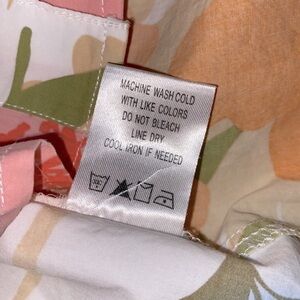 MACHINE WASH COLD
WITH LIKE COLORS
DO NOT BLEACH
LINE DRY
COOL IRON IF NEEDED